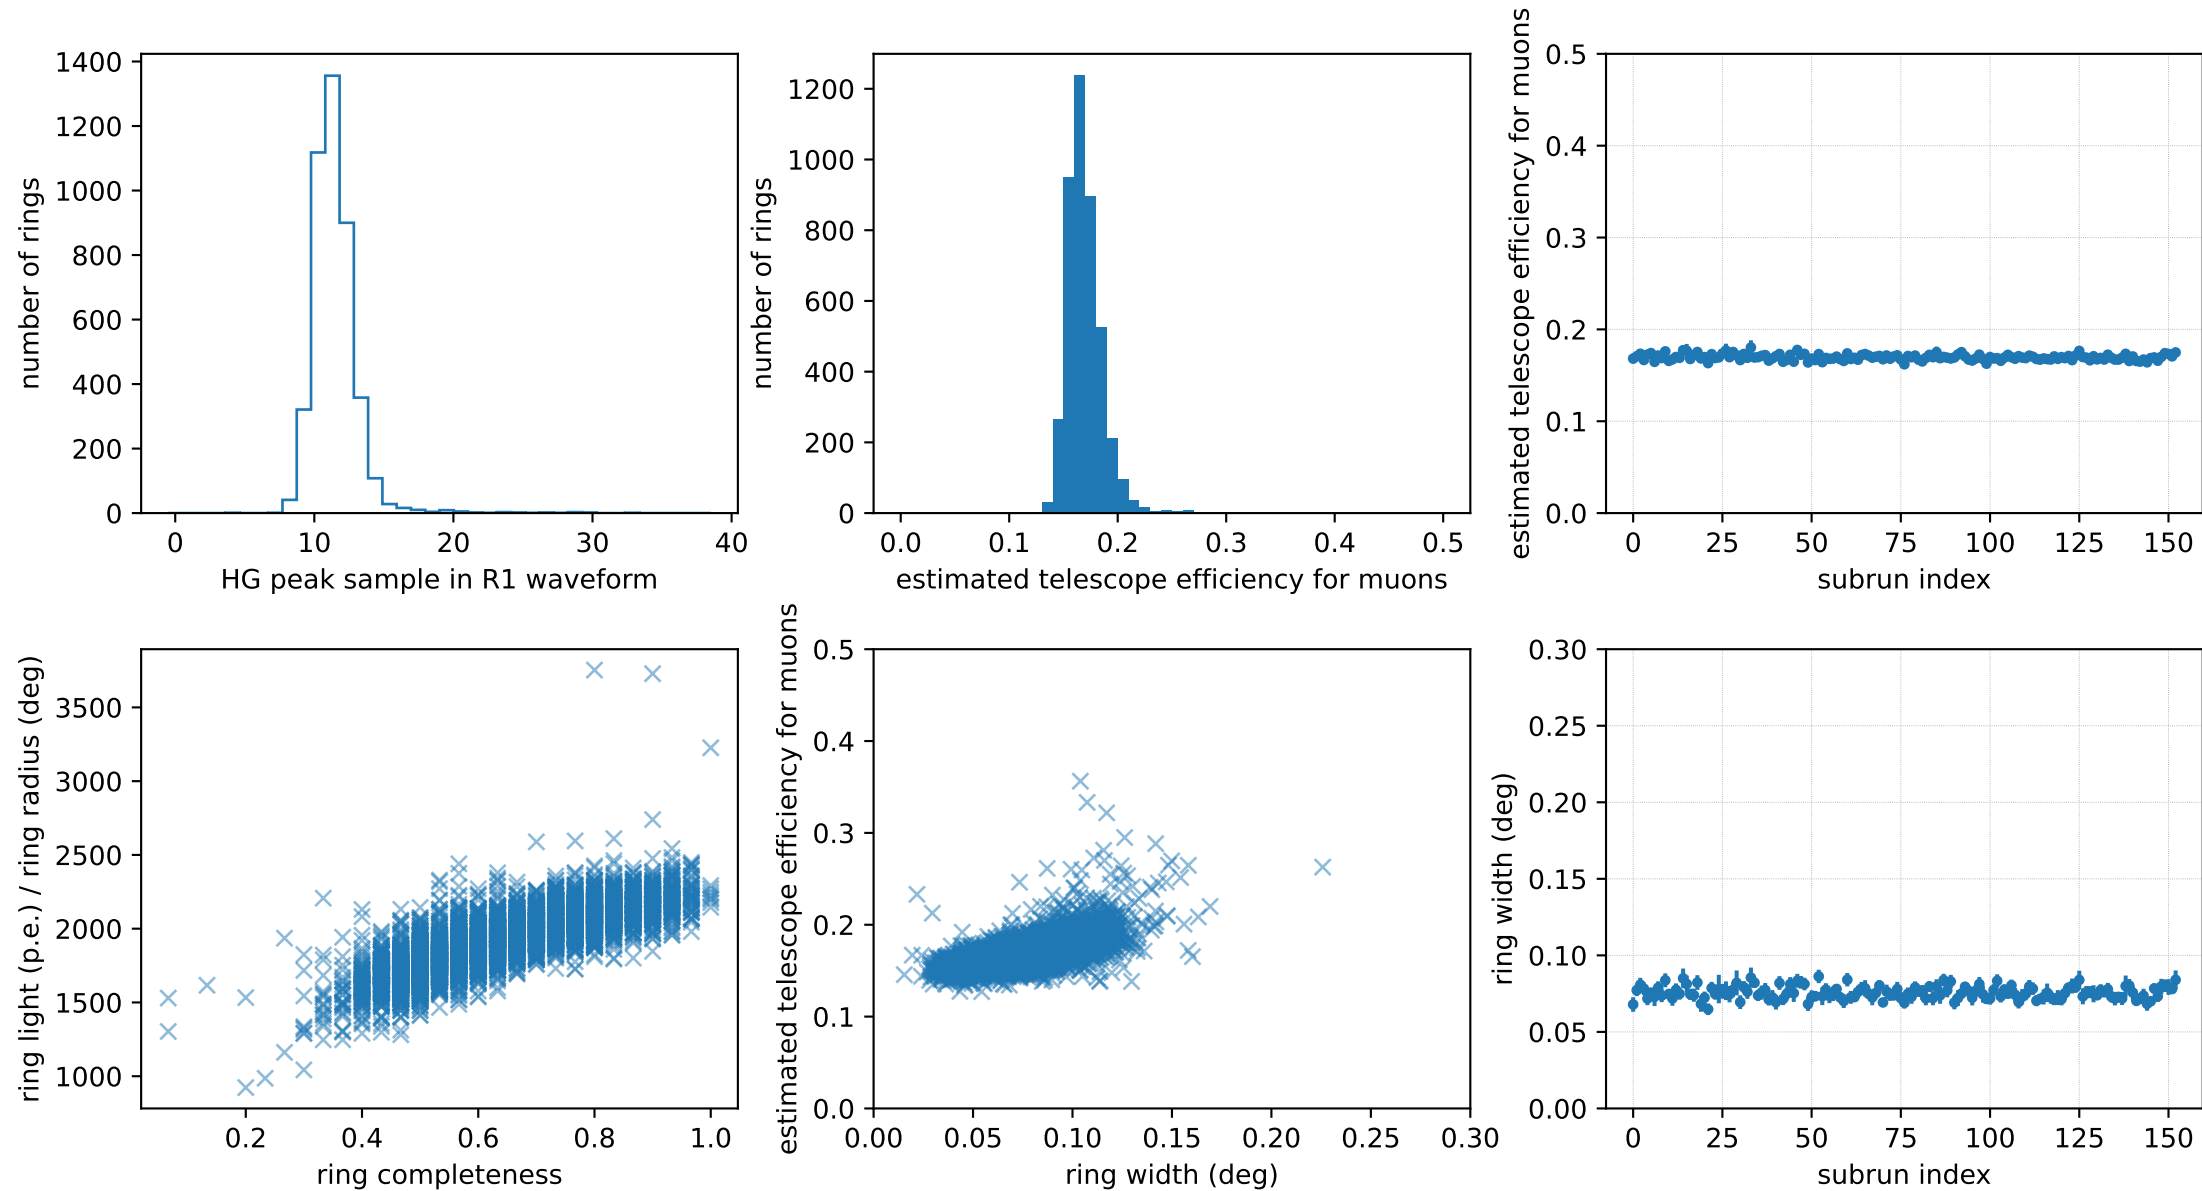 number of rings
1400
1200
1000
800
600
400
200
0
0 10 20 30 40
HG peak sample in R1 waveform
number of rings
1200
1000
800
600
400
200
0
0.0 0.1 0.2 0.3 0.4 0.5
estimated telescope efficiency for muons
estimated telescope efficiency for muons
0.5
0.4
0.3
0.2
0.1
0.0
0 25 50 75 100 125 150
subrun index
ring light (p.e.) / ring radius (deg)
3500
3000
2500
2000
1500
1000
0.2 0.4 0.6 0.8 1.0
ring completeness
estimated telescope efficiency for muons
0.5
0.4
0.3
0.2
0.1
0.0
0.00 0.05 0.10 0.15 0.20 0.25 0.30
ring width (deg)
ring width (deg)
0.30
0.25
0.20
0.15
0.10
0.05
0.00
0 25 50 75 100 125 150
subrun index